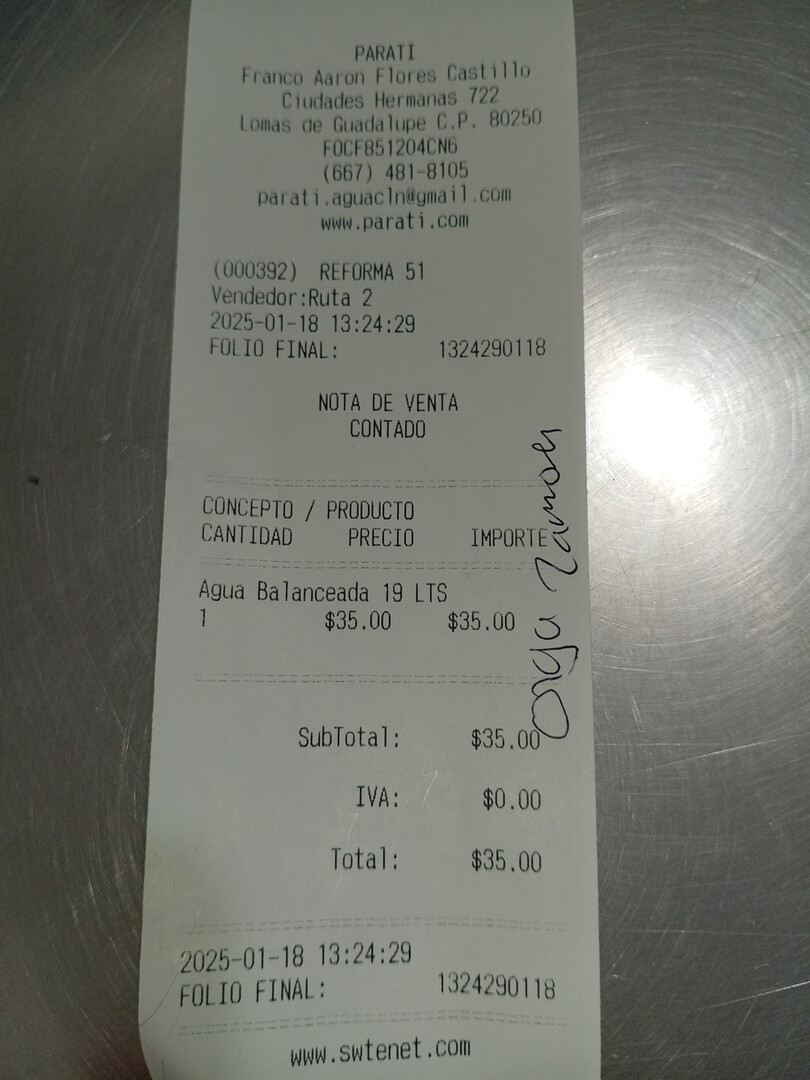 PARATI
Franco Aaron Flores Castillo
Ciudades Hermanas 722
Lomas de Guadalupe C.P. 80250
FOCF851204CN6
(667) 481-8105
parati.aguacln@gmail.com
www.parati.com
(000392) REFORMA 51
Vendedor:Ruta 2
2025-01-18 13:24:29
FOLIO FINAL: 1324290118
NOTA DE VENTA
CONTADO
CONCEPTO / PRODUCTO
CANTIDAD PRECIO IMPORTE
Agua Balanceada 19 LTS
1 $35.00 $35.00
SubTotal: $35.00
IVA: $0.00
Total: $35.00
2025-01-18 13:24:29
FOLIO FINAL: 1324290118
www.swtenet.com